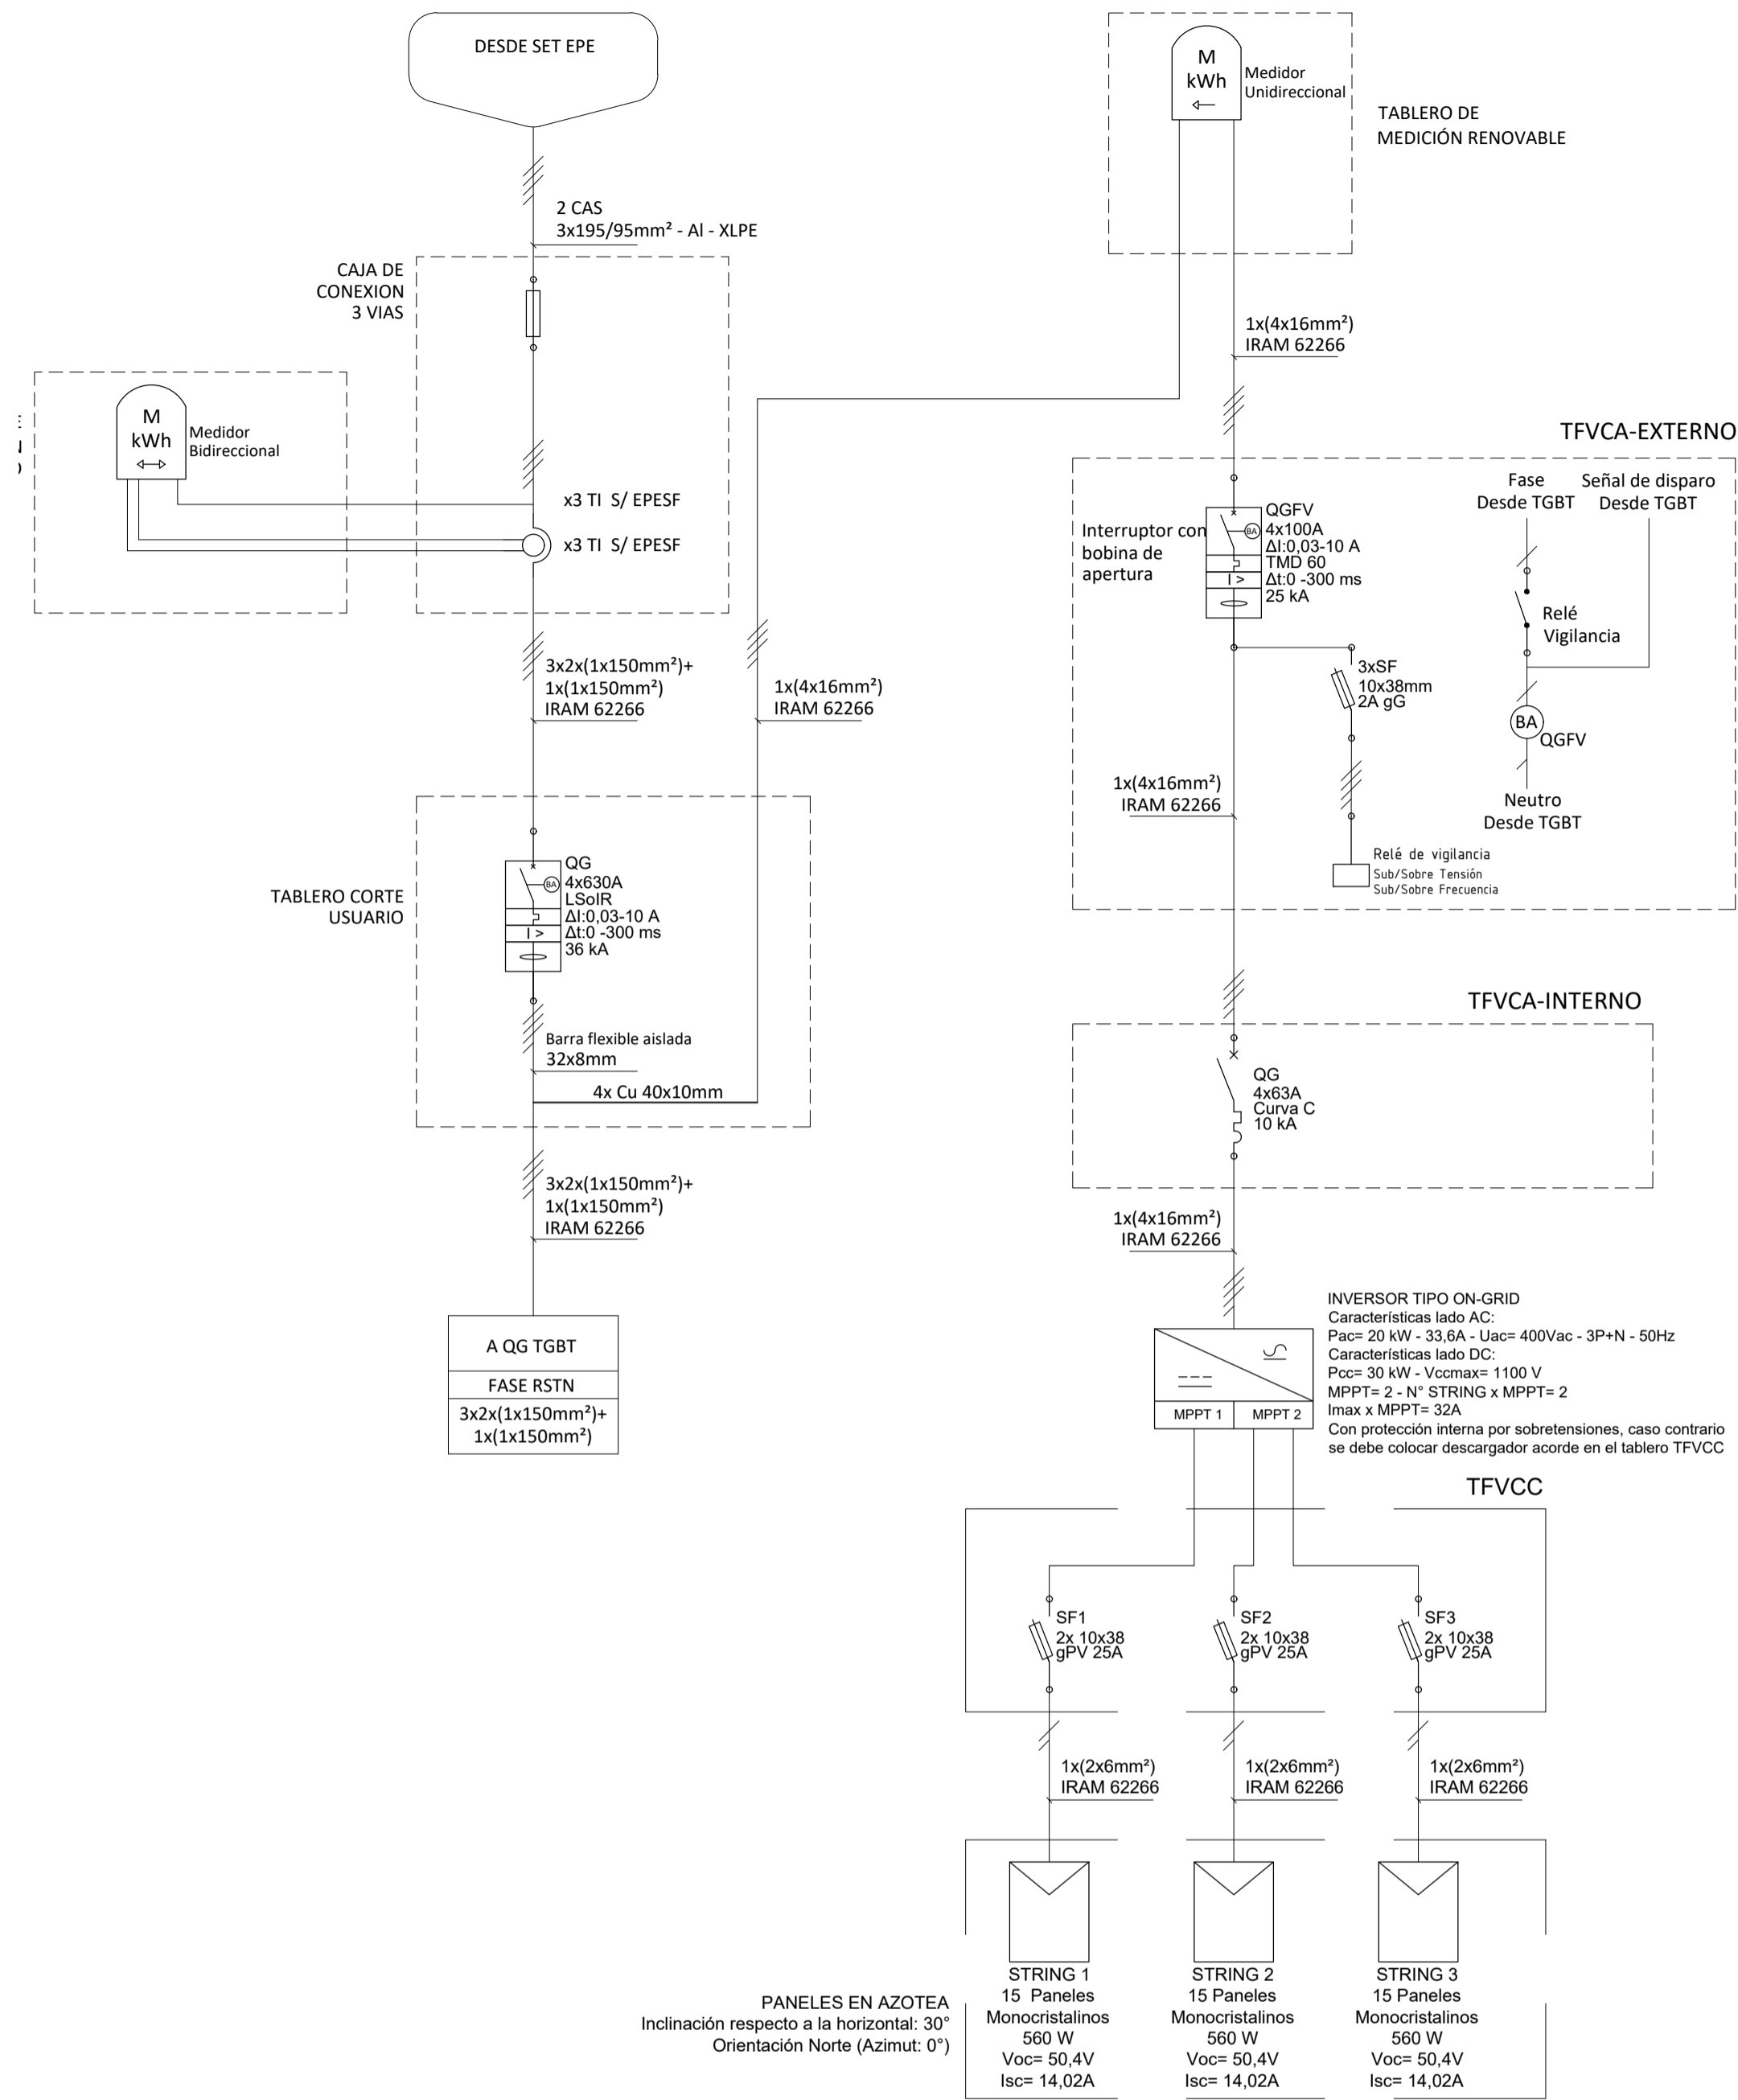 DESDE SET EPE
2 CAS
3x195/95mm² - Al - XLPE
CAJA DE
CONEXION
3 VIAS
M
kWh
Medidor
Bidireccional
x3 TI S/ EPESF
x3 TI S/ EPESF
3x2x(1x150mm²)+
1x(1x150mm²)
IRAM 62266
1x(4x16mm²)
IRAM 62266
TABLERO CORTE
USUARIO
BA
I >
QG
4x630A
LSoIR
ΔI:0,03-10 A
Δt:0 -300 ms
36 kA
Barra flexible aislada
32x8mm
4x Cu 40x10mm
3x2x(1x150mm²)+
1x(1x150mm²)
IRAM 62266
A QG TGBT
FASE RSTN
3x2x(1x150mm²)+
1x(1x150mm²)
M
kWh
Medidor
Unidireccional
TABLERO DE
MEDICIÓN RENOVABLE
1x(4x16mm²)
IRAM 62266
TFVCA-EXTERNO
Interruptor con
bobina de
apertura
BA
I >
QGFV
4x100A
ΔI:0,03-10 A
TMD 60
Δt:0 -300 ms
25 kA
3xSF
10x38mm
2A gG
1x(4x16mm²)
IRAM 62266
Relé de vigilancia
Sub/Sobre Tensión
Sub/Sobre Frecuencia
Fase
Desde TGBT
Señal de disparo
Desde TGBT
Relé
Vigilancia
BA
QGFV
Neutro
Desde TGBT
TFVCA-INTERNO
QG
4x63A
Curva C
10 kA
1x(4x16mm²)
IRAM 62266
MPPT 1
MPPT 2
INVERSOR TIPO ON-GRID
Características lado AC:
Pac= 20 kW - 33,6A - Uac= 400Vac - 3P+N - 50Hz
Características lado DC:
Pcc= 30 kW - Vccmax= 1100 V
MPPT= 2 - N° STRING x MPPT= 2
Imax x MPPT= 32A
Con protección interna por sobretensiones, caso contrario
se debe colocar descargador acorde en el tablero TFVCC
TFVCC
SF1
2x 10x38
gPV 25A
SF2
2x 10x38
gPV 25A
SF3
2x 10x38
gPV 25A
1x(2x6mm²)
IRAM 62266
1x(2x6mm²)
IRAM 62266
1x(2x6mm²)
IRAM 62266
PANELES EN AZOTEA
Inclinación respecto a la horizontal: 30°
Orientación Norte (Azimut: 0°)
STRING 1
15 Paneles
Monocristalinos
560 W
Voc= 50,4V
Isc= 14,02A
STRING 2
15 Paneles
Monocristalinos
560 W
Voc= 50,4V
Isc= 14,02A
STRING 3
15 Paneles
Monocristalinos
560 W
Voc= 50,4V
Isc= 14,02A